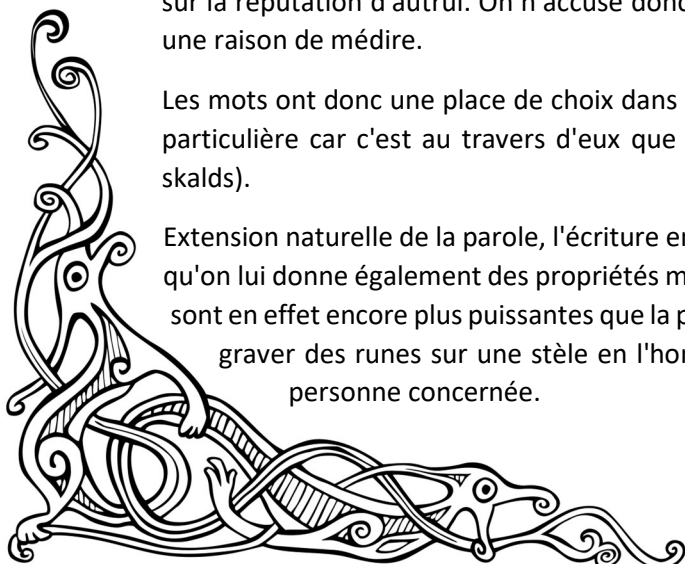 sur la réputation d'autrui. On n'accuse donc
une raison de médire.
Les mots ont donc une place de choix dans
particulière car c'est au travers d'eux que
skalds).
Extension naturelle de la parole, l'écriture
qu'on lui donne également des propriétés
sont en effet encore plus puissantes que la
graver des runes sur une stèle en
personne concernée.